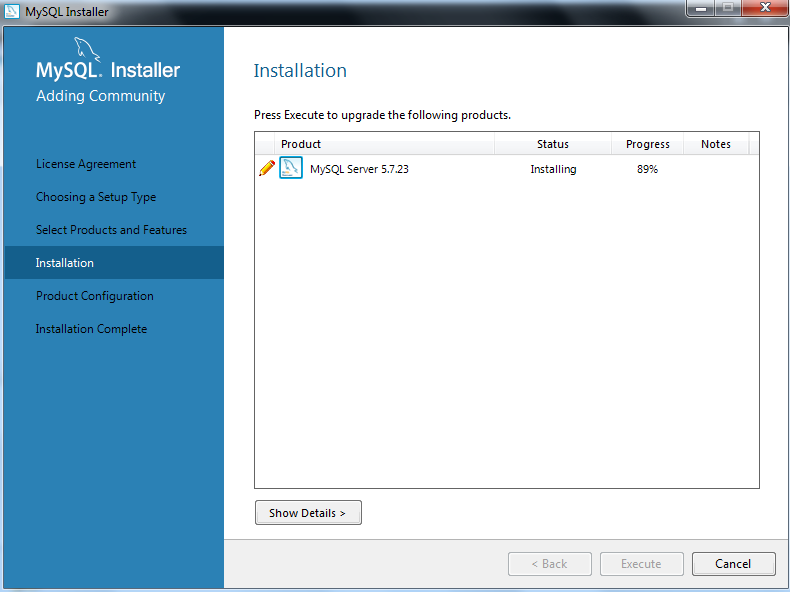 MySQL Installer
MySQL. Installer
Adding Community
License Agreement
Choosing a Setup Type
Select Products and Features
Installation
Product Configuration
Installation Complete
Installation
Press Execute to upgrade the following products.
Product Status Progress Notes
MySQL Server 5.7.23 Installing 89%
Show Details >
< Back Execute Cancel